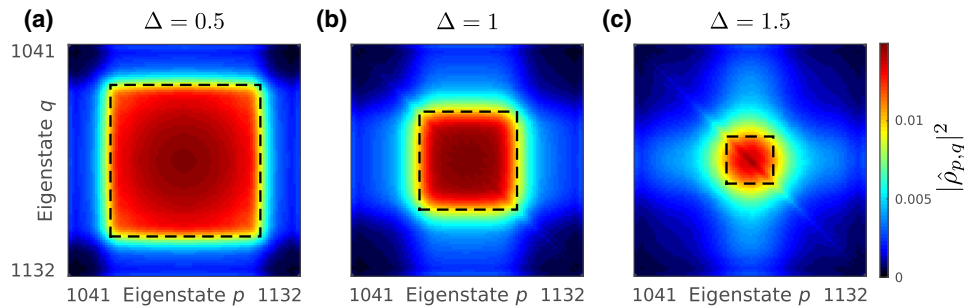 (a) Δ = 0.5
(b) Δ = 1
(c) Δ = 1.5
1041
Eigenstate q
1132
1041 Eigenstate p 1132
1041 Eigenstate p 1132
1041 Eigenstate p 1132
0.01
0.005
0
|ρ̂p,q|²